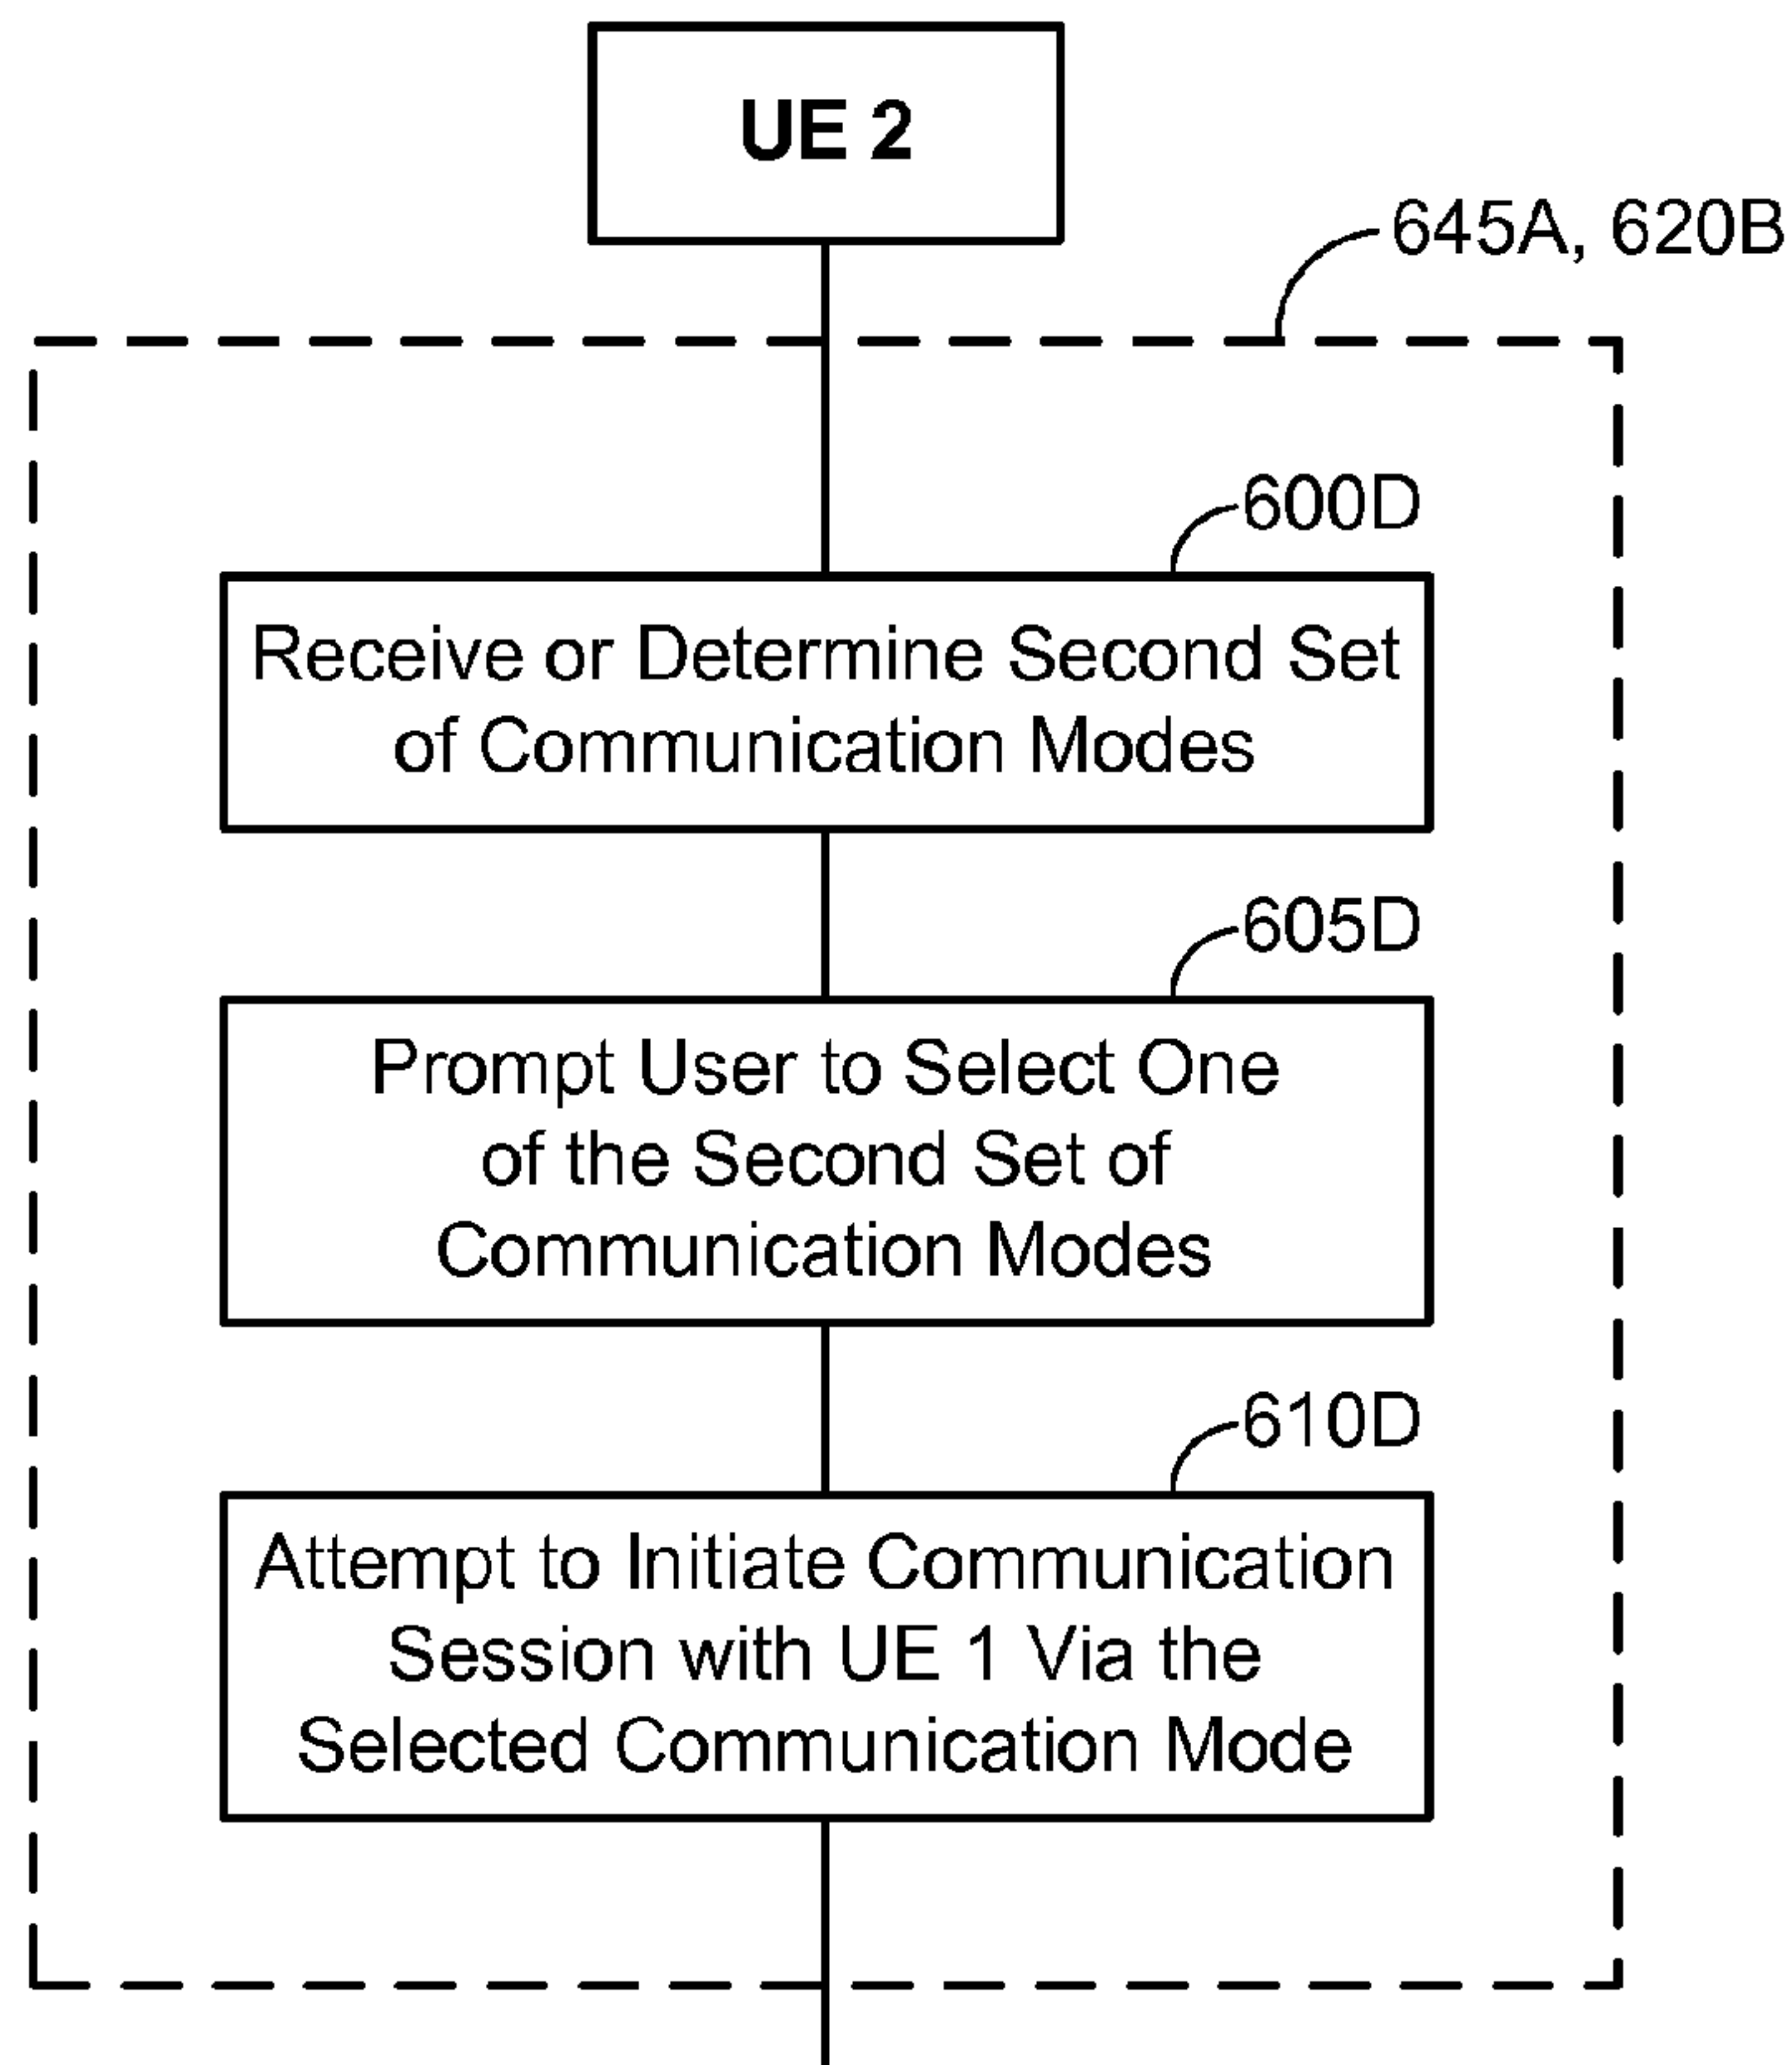 UE 2
645A, 620B
600D
Receive or Determine Second Set
of Communication Modes
605D
Prompt User to Select One
of the Second Set of
Communication Modes
610D
Attempt to Initiate Communication
Session with UE 1 Via the
Selected Communication Mode